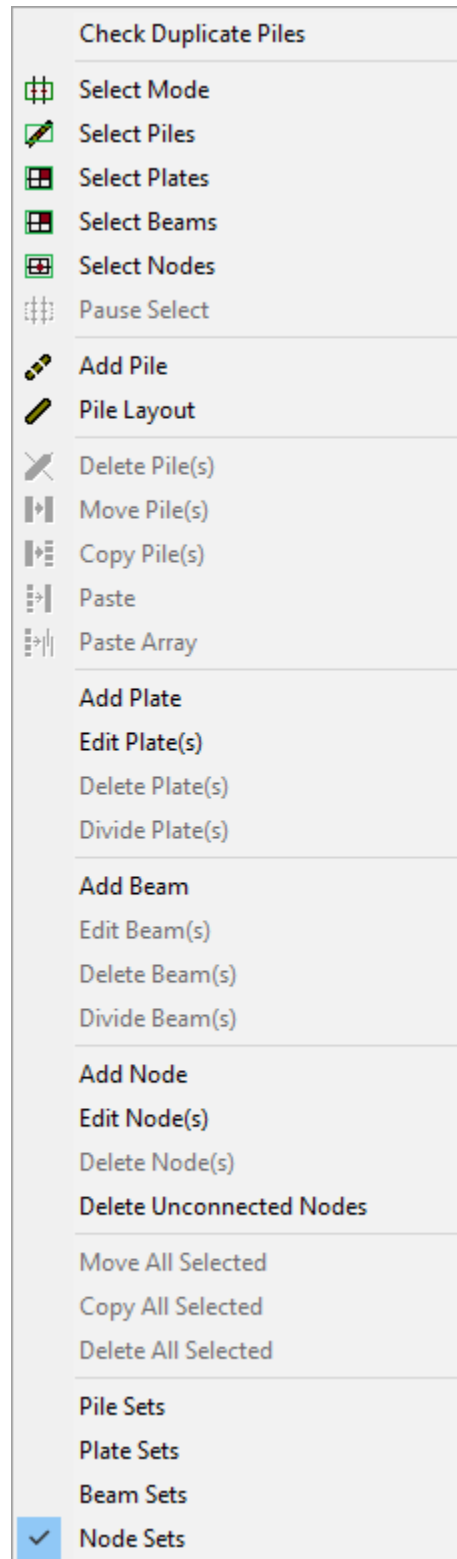 Check Duplicate Piles
Select Mode
Select Piles
Select Plates
Select Beams
Select Nodes
Pause Select
Add Pile
Pile Layout
Delete Pile(s)
Move Pile(s)
Copy Pile(s)
Paste
Paste Array
Add Plate
Edit Plate(s)
Delete Plate(s)
Divide Plate(s)
Add Beam
Edit Beam(s)
Delete Beam(s)
Divide Beam(s)
Add Node
Edit Node(s)
Delete Node(s)
Delete Unconnected Nodes
Move All Selected
Copy All Selected
Delete All Selected
Pile Sets
Plate Sets
Beam Sets
Node Sets